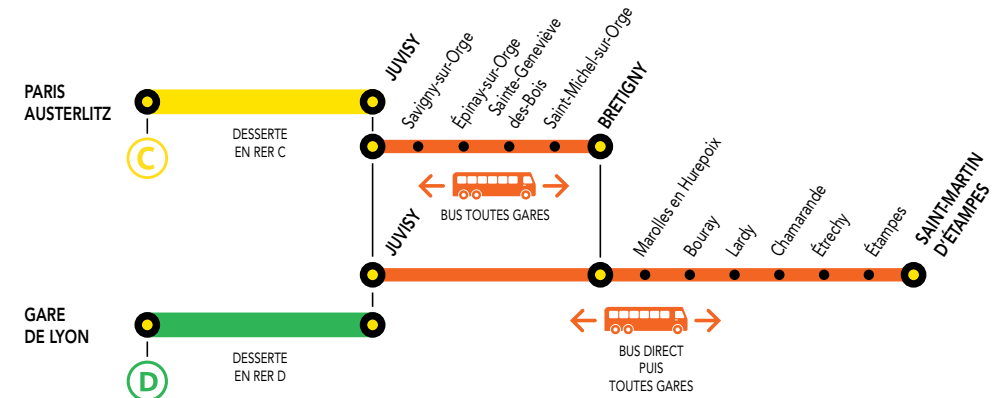 PARIS
AUSTERLITZ
C
DESSERTE
EN RER C
JUVISY
Savigny-sur-Orge
Épinay-sur-Orge
Sainte-Geneviève
des-Bois
Saint-Michel-sur-Orge
BRETIGNY
BUS TOUTES GARES
JUVISY
Marolles en Hurepoix
Bouray
Lardy
Chamarande
Étrechy
Étampes
SAINT-MARTIN
D'ÉTAMPES
GARE
DE LYON
D
DESSERTE
EN RER D
BUS DIRECT
PUIS
TOUTES GARES